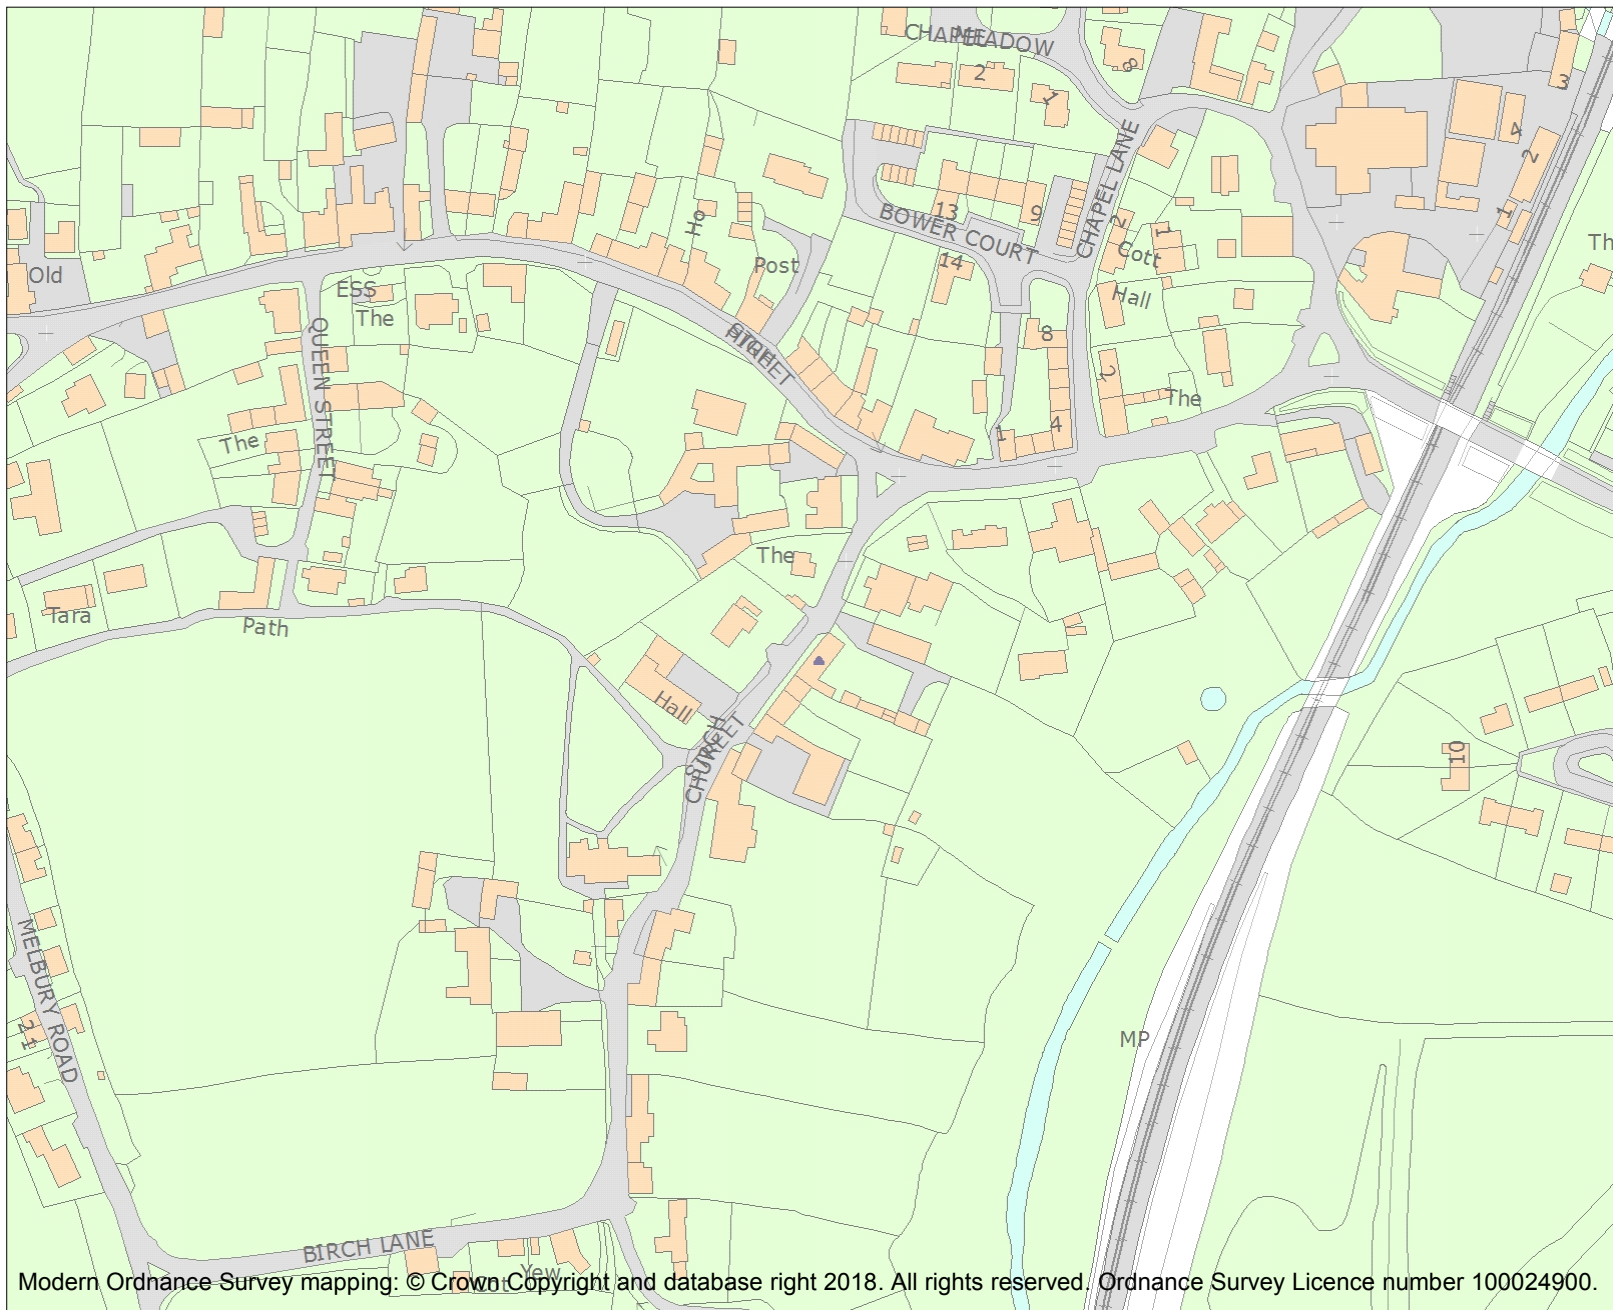 CHAPEL
MEADOW
2
8
1
3
4
2
1
CHAPEL LANE
13
9
BOWER COURT
14
2
1
Cott
Hall
Ho
Post
Th
Old
ESS
The
QUEEN STREET
HIGH
STREET
8
2
The
1
4
The
The
Tara
Path
Hall
CHURCH
STREET
10
MELBURY ROAD
21
MP
BIRCH LANE
Yew
Modern Ordnance Survey mapping: © Crown Copyright and database right 2018. All rights reserved. Ordnance Survey Licence number 100024900.